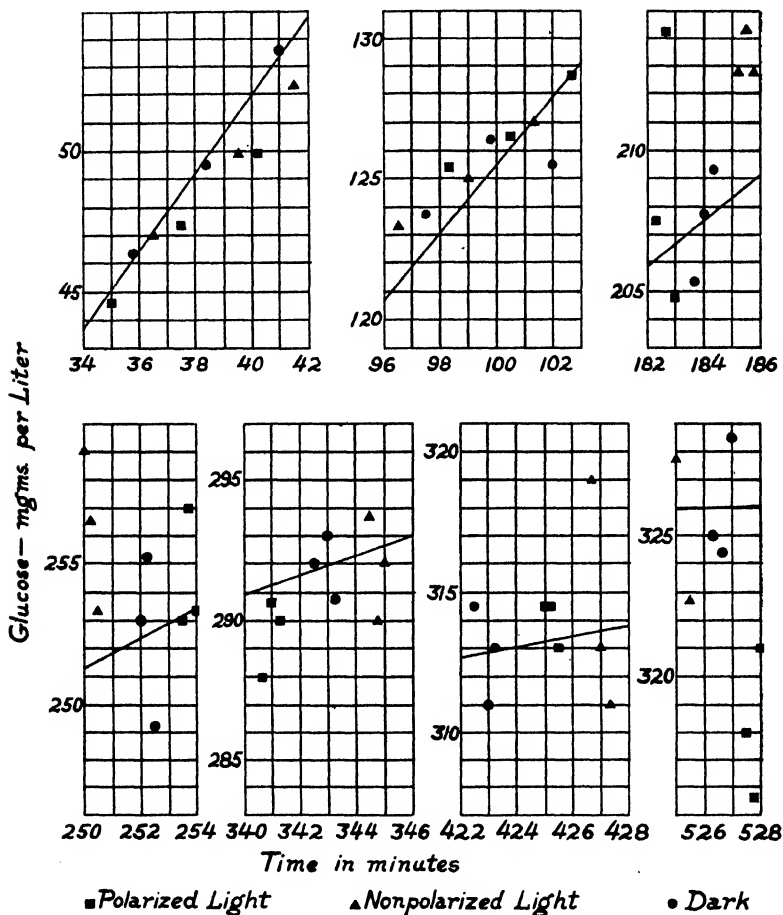 130
50
45
34 36 38 40 42
125
120
96 98 100 102
210
205
182 184 186
Glucose — mgms. per Liter
255
250
250 252 254
295
290
285
340 342 344 346
320
315
310
422 424 426 428
325
320
526 528
Time in minutes
■ Polarized Light ▲ Nonpolarized Light ● Dark